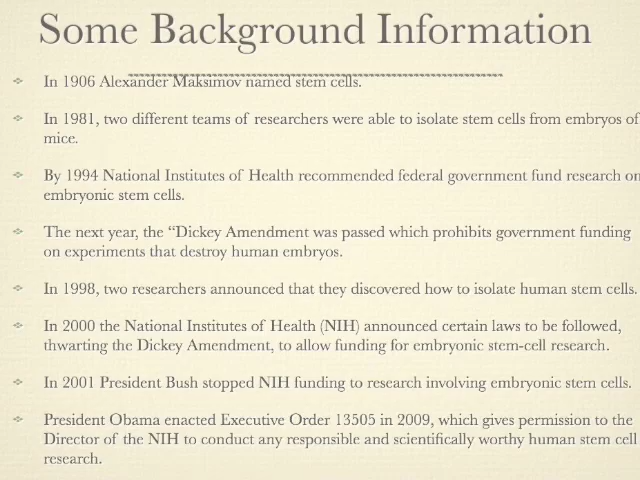 Some Background Information
In 1906 Alexander Maksimov named stem cells.
In 1981, two different teams of researchers were able to isolate stem cells from embryos of
mice.
By 1994 National Institutes of Health recommended federal government fund research on
embryonic stem cells.
The next year, the “Dickey Amendment was passed which prohibits government funding
on experiments that destroy human embryos.
In 1998, two researchers announced that they discovered how to isolate human stem cells.
In 2000 the National Institutes of Health (NIH) announced certain laws to be followed,
thwarting the Dickey Amendment, to allow funding for embryonic stem-cell research.
In 2001 President Bush stopped NIH funding to research involving embryonic stem cells.
President Obama enacted Executive Order 13505 in 2009, which gives permission to the
Director of the NIH to conduct any responsible and scientifically worthy human stem cell
research.